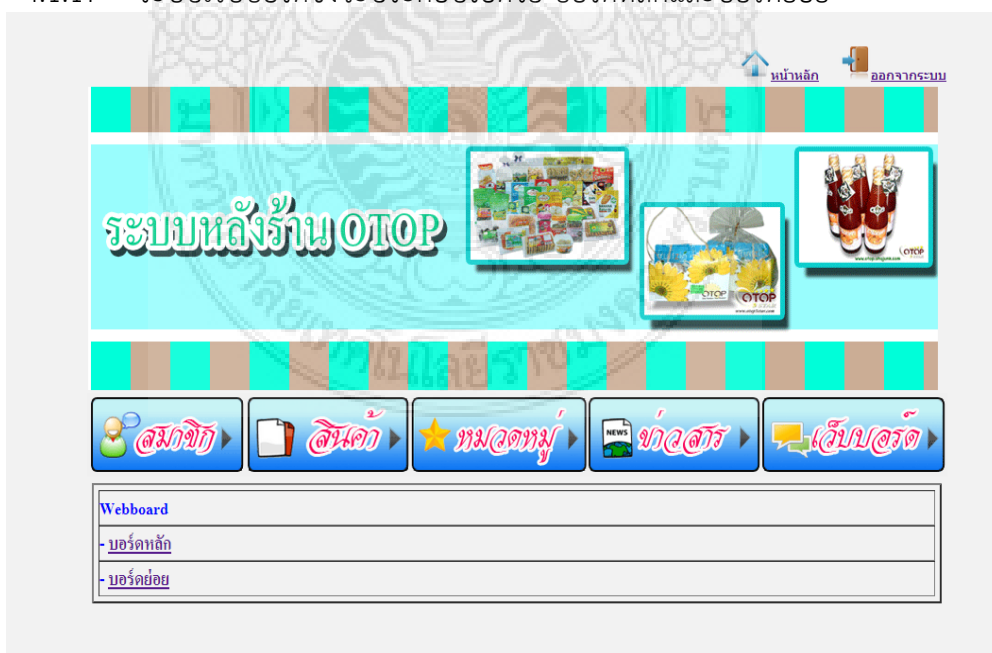 หน้าหลัก ออกจากระบบ
ระบบหลังร้าน OTOP
OTOP
OTOP
OTOP
สมาชิก สินค้า หมวดหมู่ NEWS ข่าวสาร เว็บบอร์ด
Webboard
- บอร์ดหลัก
- บอร์ดย่อย